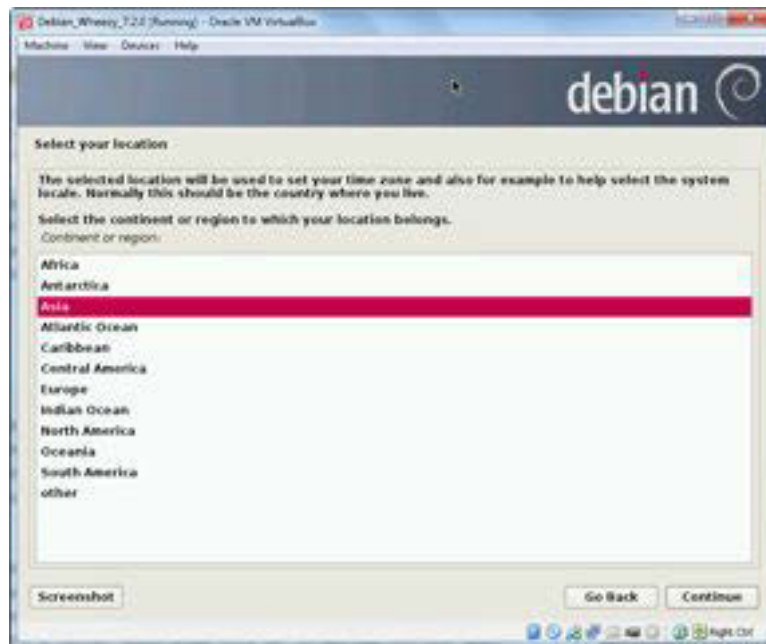 Debian_Wheezy_7.2.0 [Running] - Oracle VM VirtualBox
Machine View Devices Help
debian
Select your location
The selected location will be used to set your time zone and also for example to help select the system
locale. Normally this should be the country where you live.
Select the continent or region to which your location belongs.
Continent or region:
Africa
Antarctica
Asia
Atlantic Ocean
Caribbean
Central America
Europe
Indian Ocean
North America
Oceania
South America
other
Screenshot
Go Back
Continue
Right Ctrl